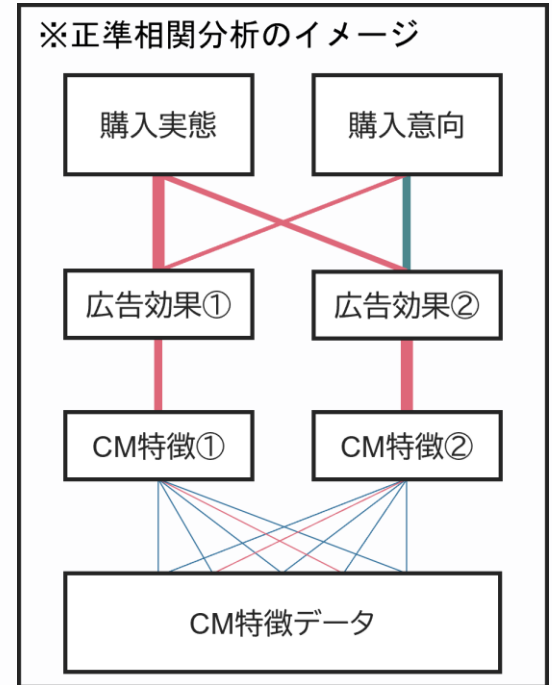 ※正準相関分析のイメージ
購入実態
購入意向
広告効果①
広告効果②
CM特徴①
CM特徴②
CM特徴データ